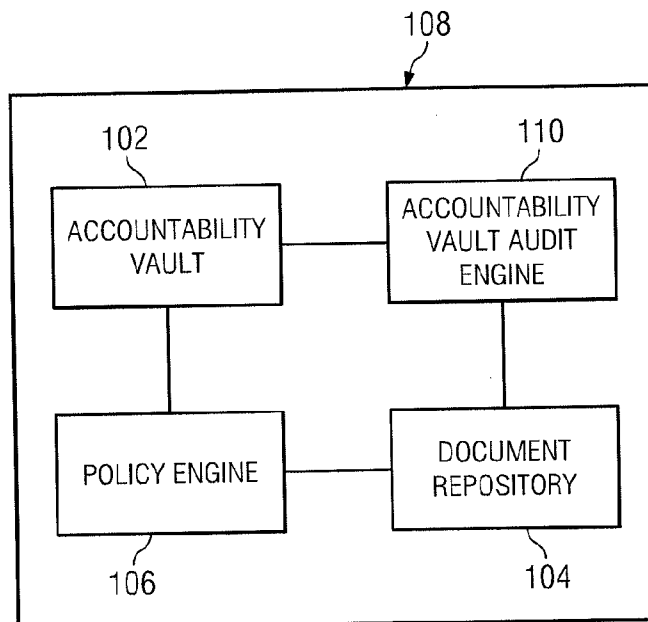 108
102
110
ACCOUNTABILITY
VAULT
ACCOUNTABILITY
VAULT AUDIT
ENGINE
POLICY ENGINE
DOCUMENT
REPOSITORY
106
104